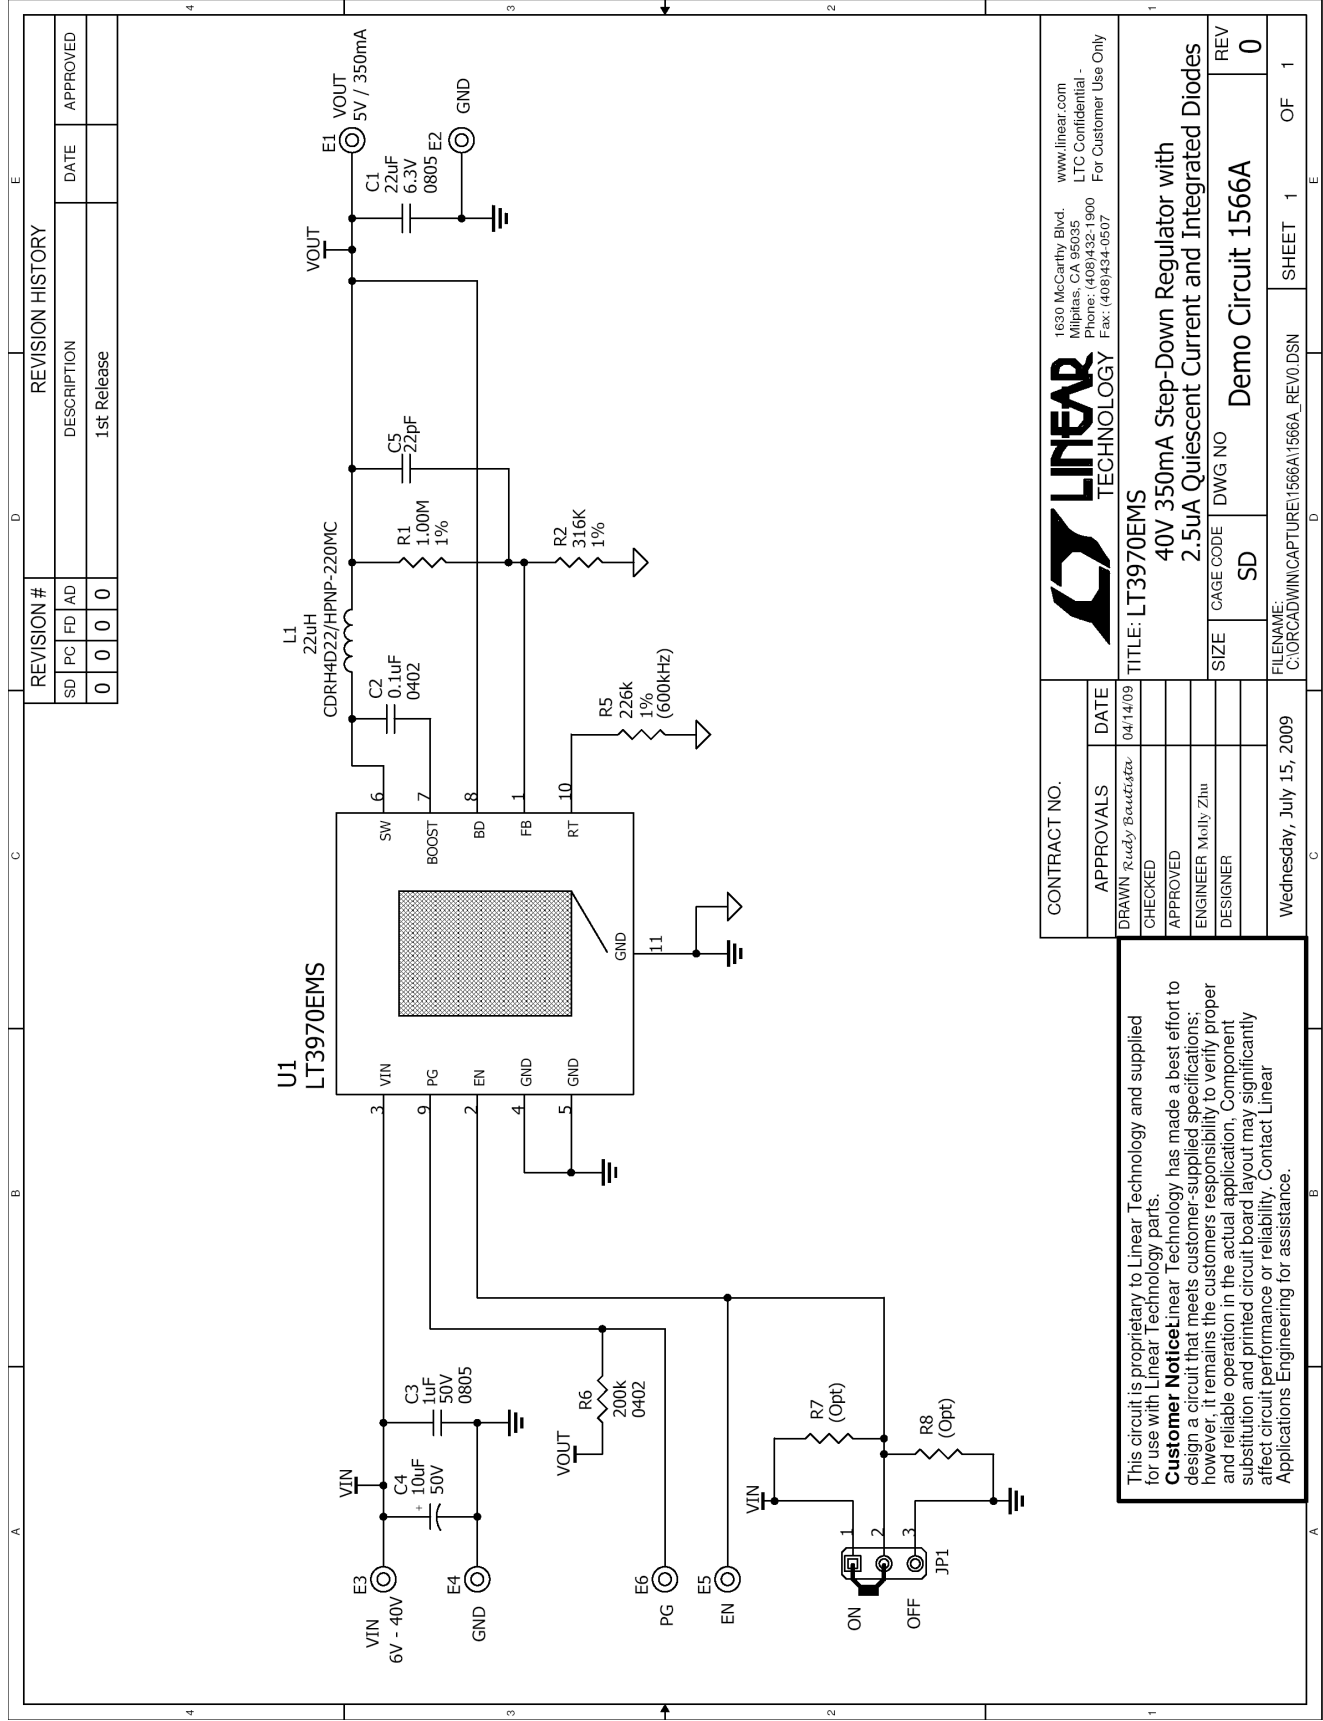 REVISION #
REVISION HISTORY
SD PC FD AD DESCRIPTION DATE APPROVED
0 0 0 0 1st Release
U1
LT3970EMS
VIN
PG
EN
GND
GND
SW
BOOST
BD
FB
RT
GND
3
9
2
4
5
6
7
8
1
10
11
E3
VIN
6V - 40V
E4
GND
VIN
C4
10uF
50V
+
C3
1uF
50V
0805
VOUT
R6
200k
0402
E6
PG
E5
EN
VIN
R7
(Opt)
R8
(Opt)
1
2
3
JP1
ON
OFF
L1
22uH
CDRH4D22/HPNP-220MC
C2
0.1uF
0402
R1
1.00M
1%
C5
22pF
R2
316K
1%
R5
226k
1%
(600kHz)
VOUT
C1
22uF
6.3V
0805
E1
VOUT
5V / 350mA
E2
GND
This circuit is proprietary to Linear Technology and supplied
for use with Linear Technology parts.
Customer Notice:Linear Technology has made a best effort to
design a circuit that meets customer-supplied specifications;
however, it remains the customers responsibility to verify proper
and reliable operation in the actual application, Component
substitution and printed circuit board layout may significantly
affect circuit performance or reliability. Contact Linear
Applications Engineering for assistance.
CONTRACT NO.
APPROVALS DATE
DRAWN Rudy Bautista 04/14/09
CHECKED
APPROVED
ENGINEER Molly Zhu
DESIGNER
Wednesday, July 15, 2009
LINEAR
TECHNOLOGY
1630 McCarthy Blvd.
Milpitas, CA 95035
Phone: (408)432-1900
Fax: (408)434-0507
www.linear.com
LTC Confidential -
For Customer Use Only
TITLE: LT3970EMS
40V 350mA Step-Down Regulator with
2.5uA Quiescent Current and Integrated Diodes
SIZE
CAGE CODE
SD
DWG NO
Demo Circuit 1566A
REV
0
FILENAME:
C:\ORCADWIN\CAPTURE\1566A\1566A_REV0.DSN
SHEET 1 OF 1
A
B
C
D
E
A
B
C
D
E
4
3
2
1
4
3
2
1